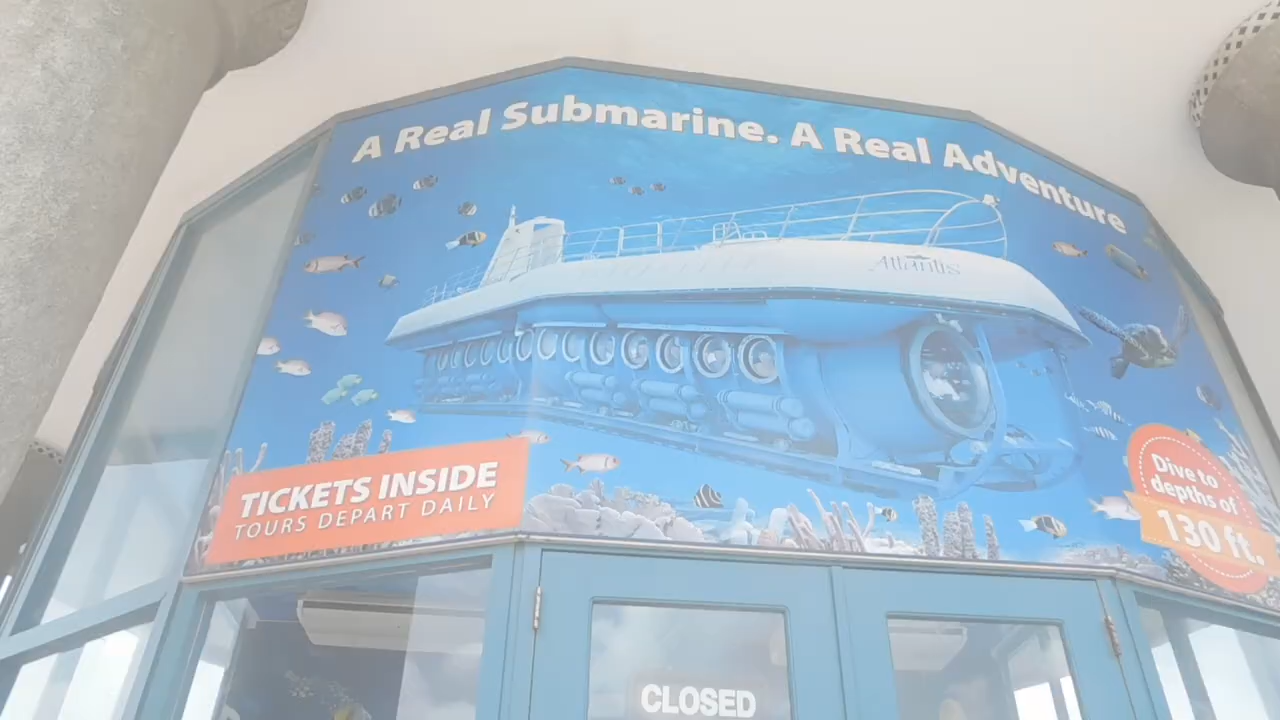 A Real Submarine. A Real Adventure
Atlantis
TICKETS INSIDE
TOURS DEPART DAILY
Dive to
depths of
130 ft.
CLOSED